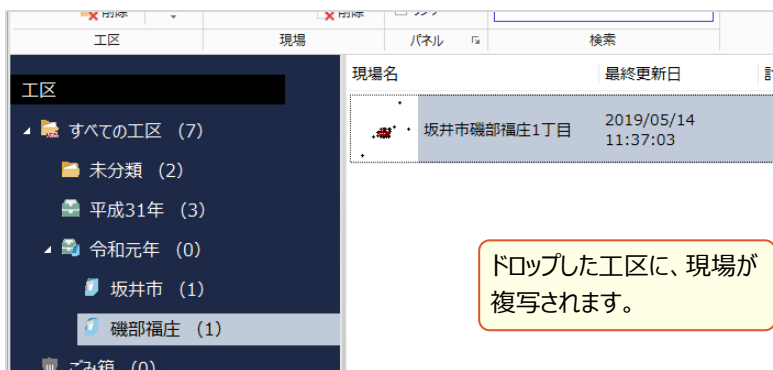 削除
削除
工区
現場
パネル
検索
工区
現場名
最終更新日
すべての工区 (7)
坂井市磯部福庄1丁目
2019/05/14
11:37:03
未分類 (2)
平成31年 (3)
令和元年 (0)
坂井市 (1)
磯部福庄 (1)
ごみ箱 (0)
ドロップした工区に、現場が
複写されます。